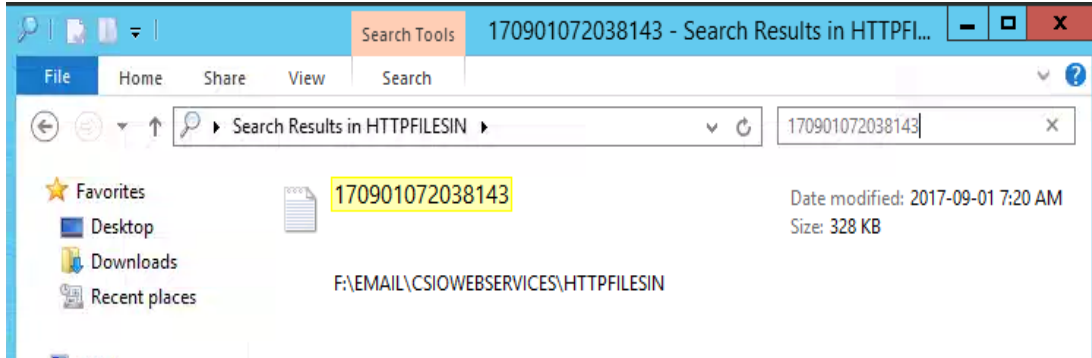 Search Tools 170901072038143 - Search Results in HTTPFI...
File Home Share View Search
Search Results in HTTPFILESIN 170901072038143
Favorites
Desktop
Downloads
Recent places
170901072038143
F:\EMAIL\CSIOWEBSERVICES\HTTPFILESIN
Date modified: 2017-09-01 7:20 AM
Size: 328 KB